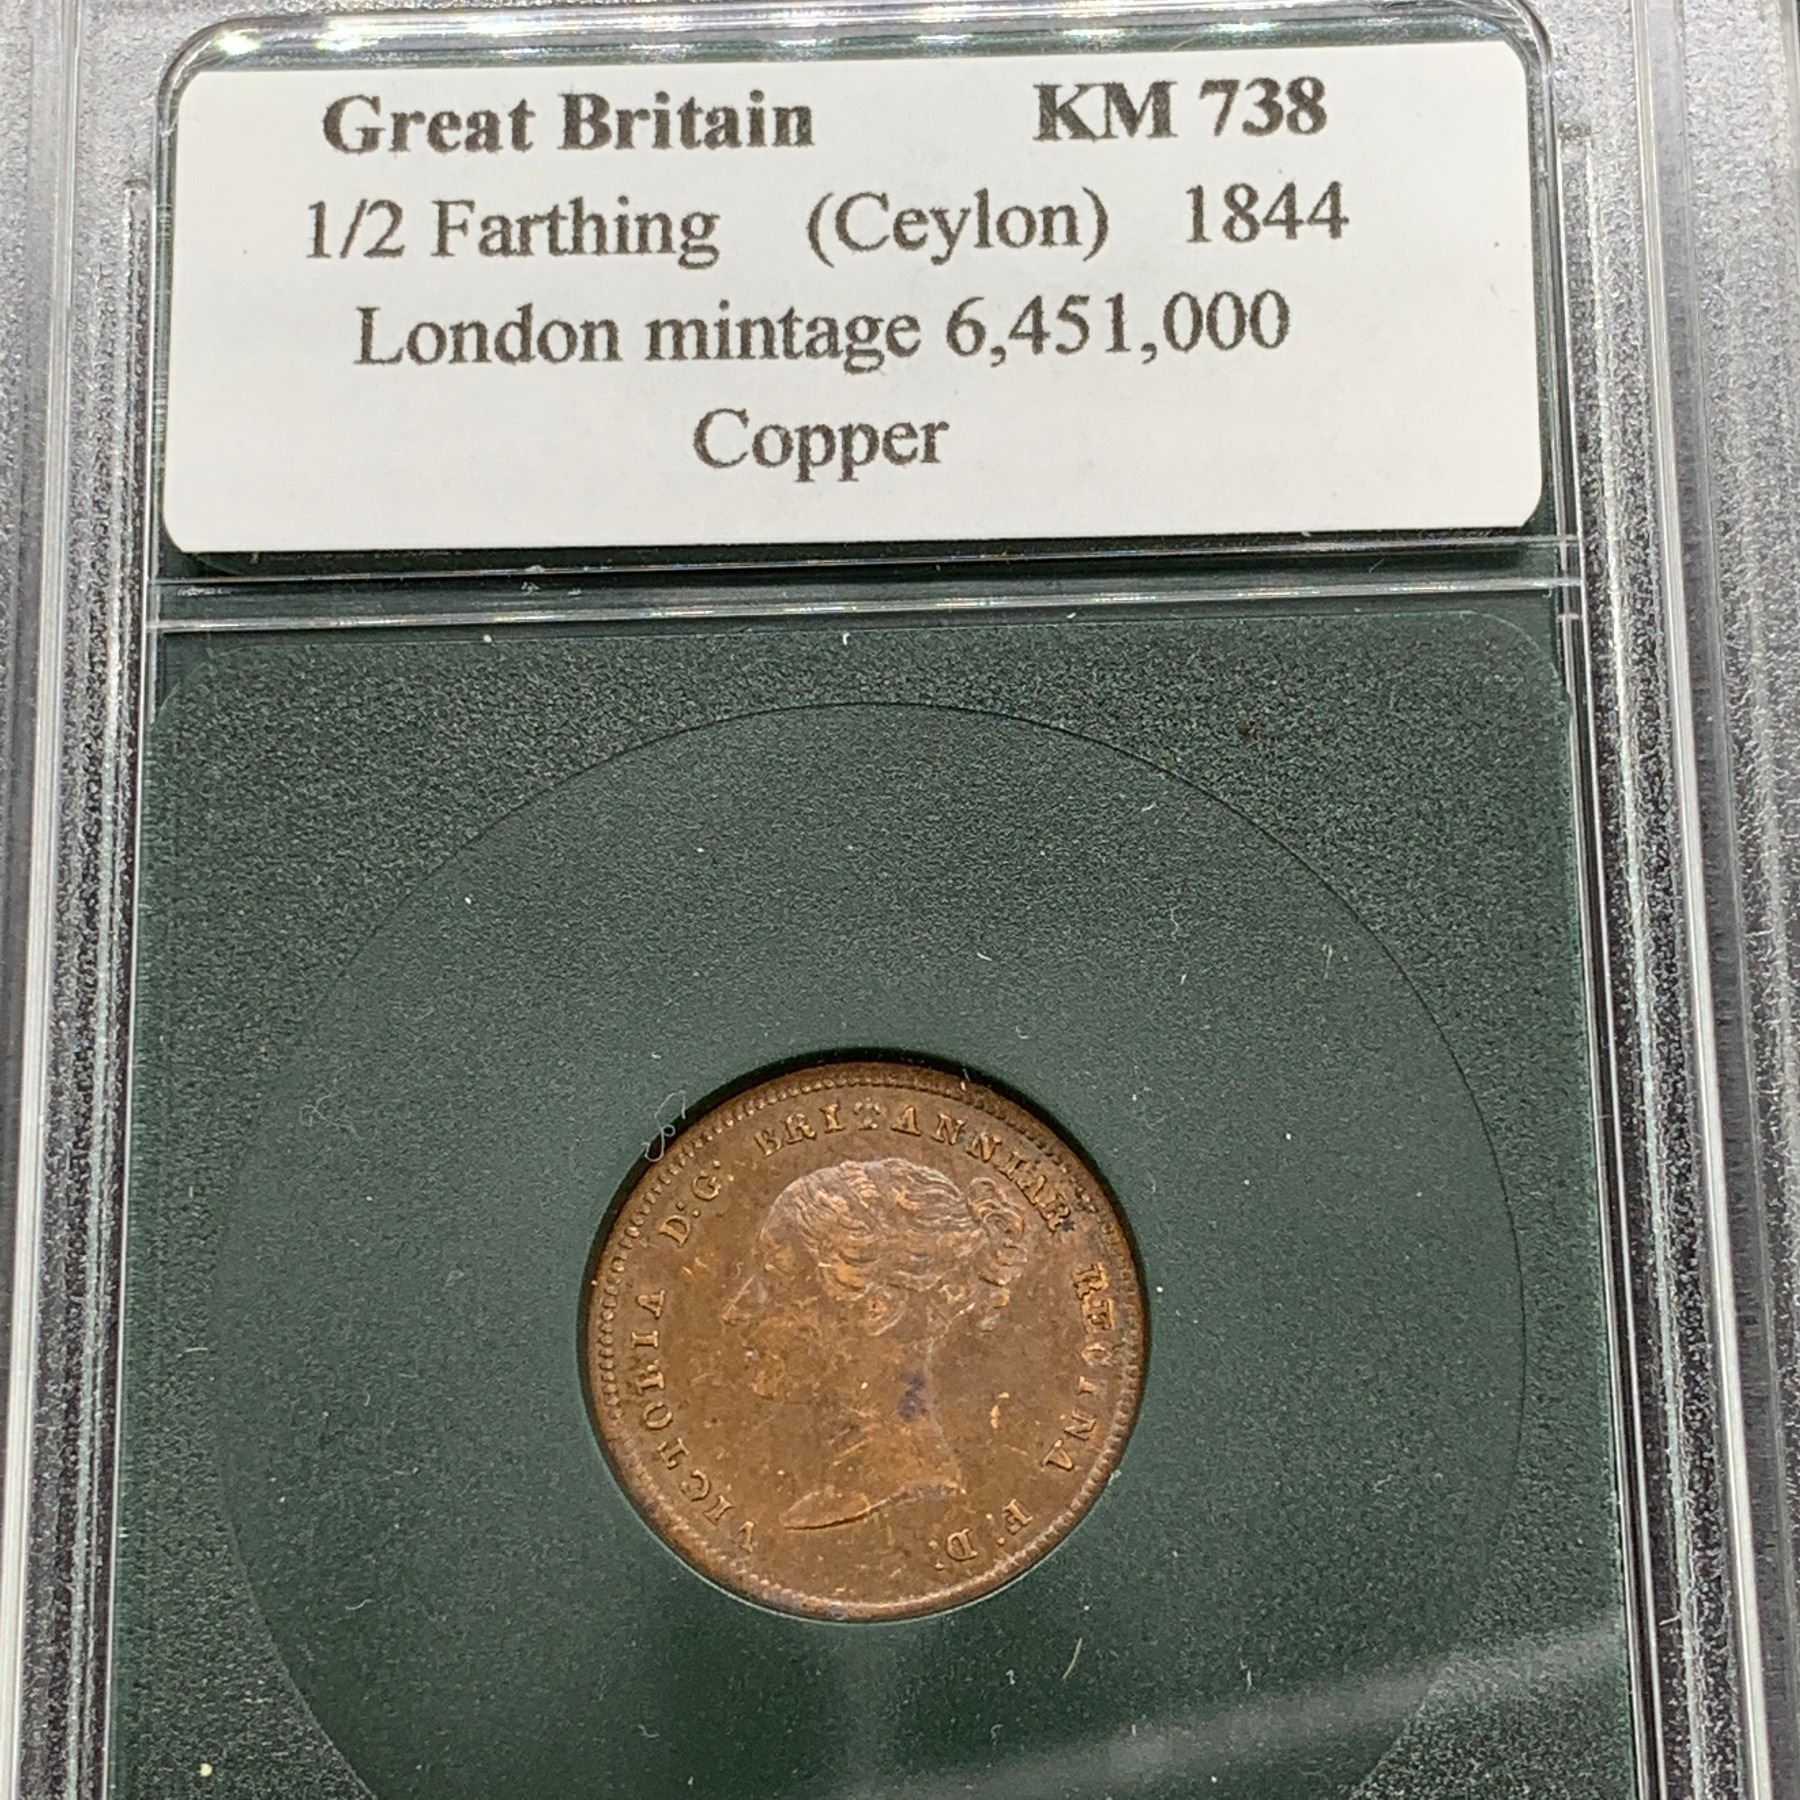 Great Britain KM 738
1/2 Farthing (Ceylon) 1844
London mintage 6,451,000
Copper
VICTORIA D:G: BRITANNIAR REGINA F:D: